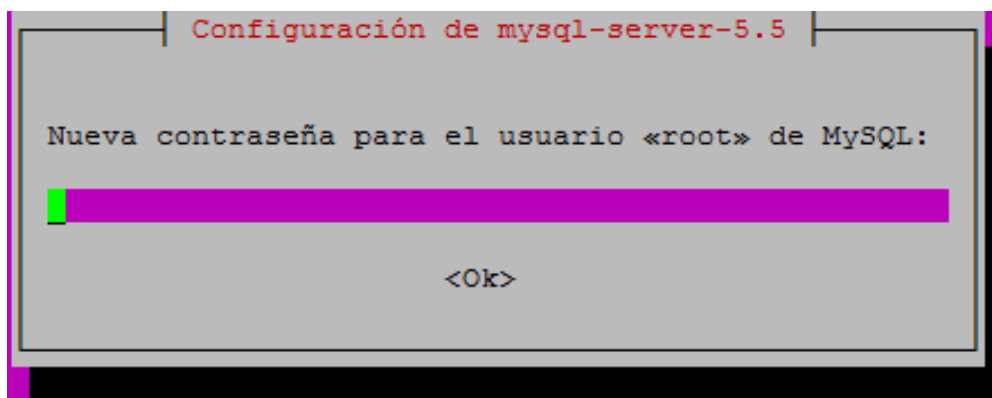 Configuración de mysql-server-5.5
Nueva contraseña para el usuario «root» de MySQL:
<Ok>